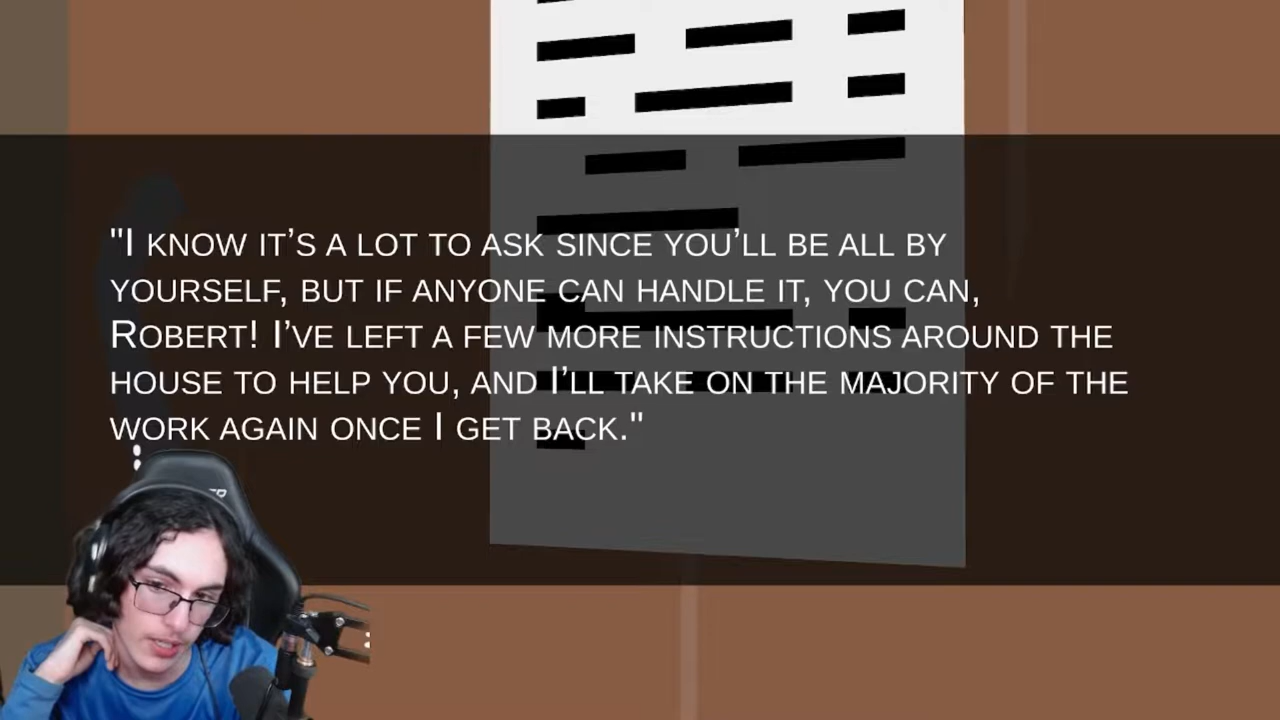 "I KNOW IT’S A LOT TO ASK SINCE YOU’LL BE ALL BY
YOURSELF, BUT IF ANYONE CAN HANDLE IT, YOU CAN,
ROBERT! I’VE LEFT A FEW MORE INSTRUCTIONS AROUND THE
HOUSE TO HELP YOU, AND I’LL TAKE ON THE MAJORITY OF THE
WORK AGAIN ONCE I GET BACK."